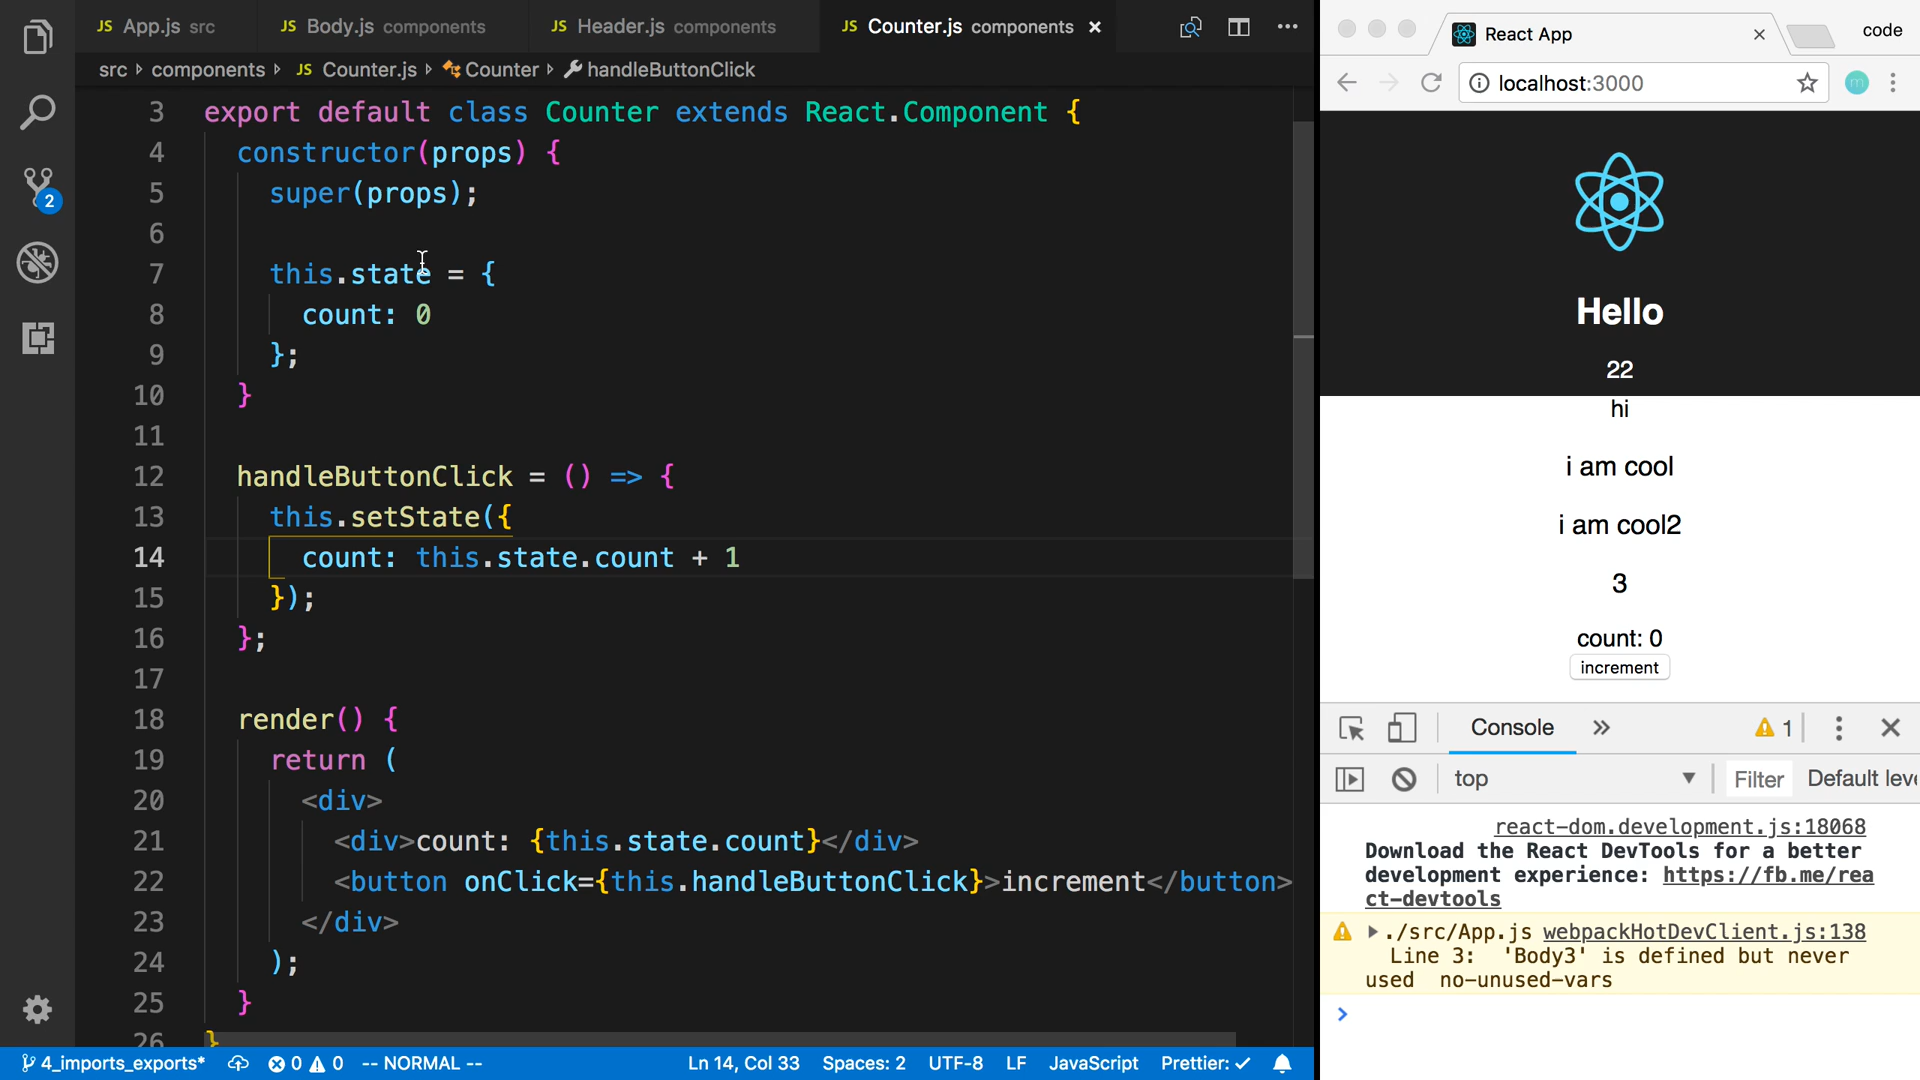 JS App.js src
JS Body.js components
JS Header.js components
JS Counter.js components ×
src components JS Counter.js Counter handleButtonClick
2
3 export default class Counter extends React.Component {
4 constructor(props) {
5 super(props);
6
7 this.state = {
8 count: 0
9 };
10 }
11
12 handleButtonClick = () => {
13 this.setState({
14 count: this.state.count + 1
15 });
16 };
17
18 render() {
19 return (
20 <div>
21 <div>count: {this.state.count}</div>
22 <button onClick={this.handleButtonClick}>increment</button>
23 </div>
24 );
25 }
26 }
4_imports_exports* 0 0 -- NORMAL -- Ln 14, Col 33 Spaces: 2 UTF-8 LF JavaScript Prettier: ✓
React App × code
localhost:3000 m
Hello
22
hi
i am cool
i am cool2
3
count: 0
increment
Console » 1
top Filter Default leve
react-dom.development.js:18068
Download the React DevTools for a better
development experience: https://fb.me/rea
ct-devtools
./src/App.js webpackHotDevClient.js:138
Line 3: 'Body3' is defined but never
used no-unused-vars